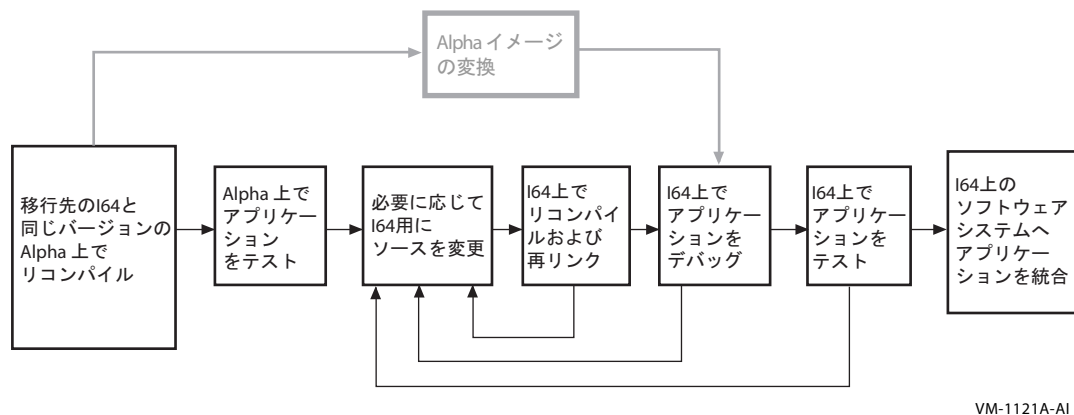 Alpha イメージ
の変換
移行先のI64と
同じバージョンの
Alpha 上で
リコンパイル
Alpha 上で
アプリケー
ション
をテスト
必要に応じて
I64用に
ソースを変更
I64上で
リコンパイ
ルおよび
再リンク
I64上で
アプリケー
ションを
デバッグ
I64上で
アプリケー
ションを
テスト
I64上の
ソフトウェア
システムへ
アプリケー
ションを統合
VM-1121A-AI